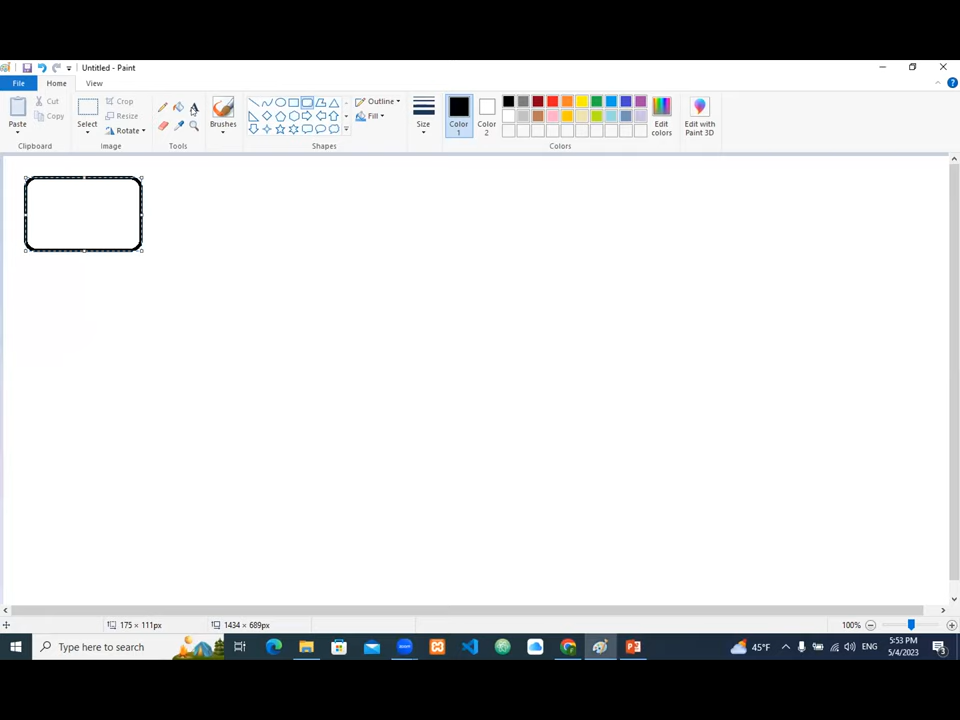 Untitled - Paint
File Home View
Paste
Cut
Copy
Clipboard
Select
Crop
Resize
Rotate
Image
A
Tools
Brushes
Outline
Fill
Shapes
Size
Color 1
Color 2
Edit colors
Colors
Edit with Paint 3D
175 × 111px
1434 × 689px
100%
Type here to search
45°F
ENG
5:53 PM
5/4/2023
3